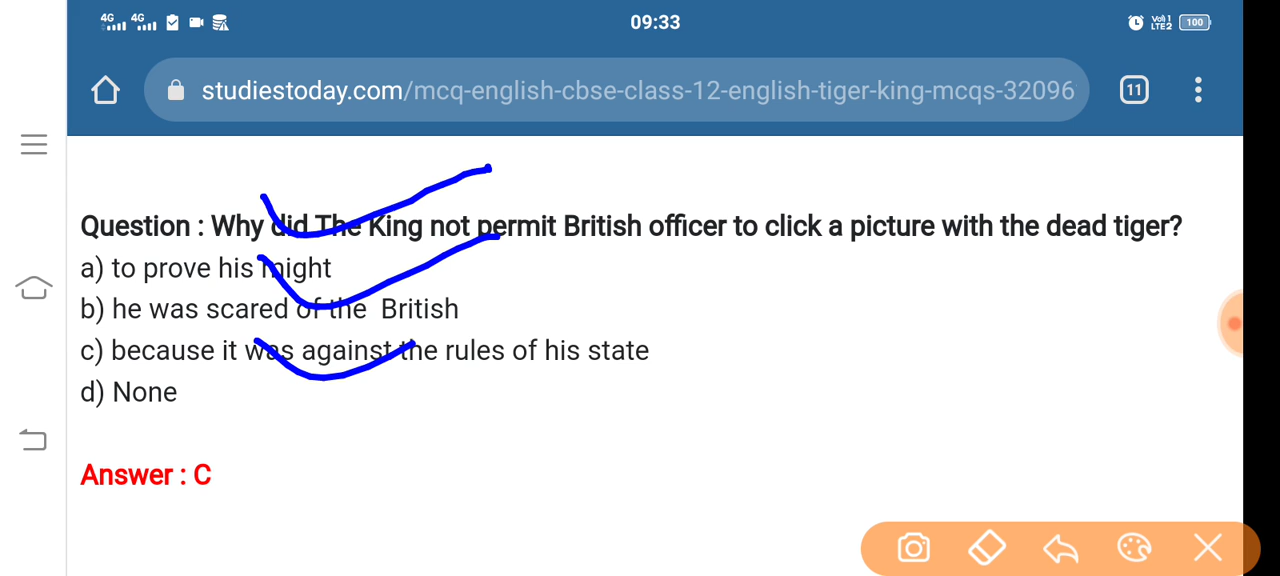 4G 4G 09:33 Vo)) 1 LTE2 100
studiestoday.com/mcq-english-cbse-class-12-english-tiger-king-mcqs-32096 11
Question : Why did The King not permit British officer to click a picture with the dead tiger?
a) to prove his might
b) he was scared of the British
c) because it was against the rules of his state
d) None
Answer : C